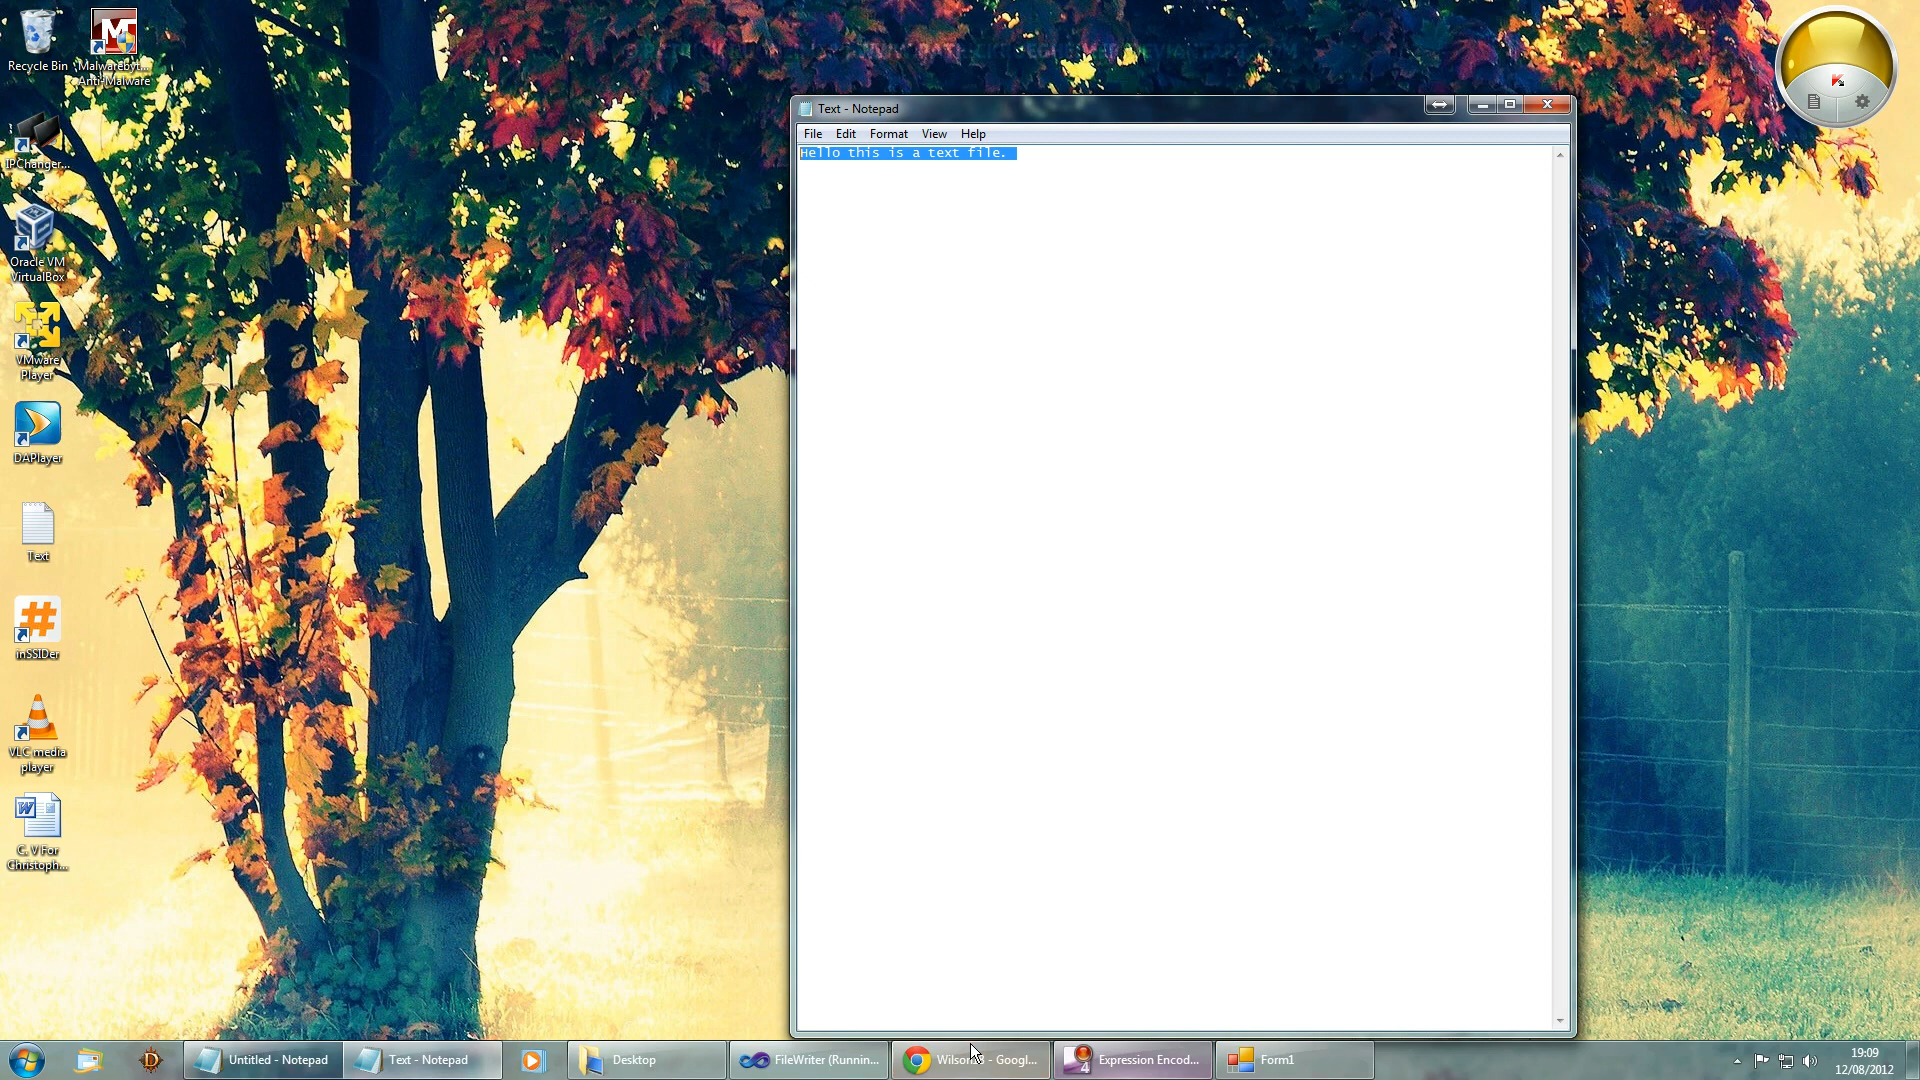 Recycle Bin
Malwarebyt...
Anti-Malware
IPChanger...
Oracle VM
VirtualBox
VMware
Player
DAPlayer
Text
inSSIDer
VLC media
player
C. V For
Christoph...
Text - Notepad
File Edit Format View Help
Hello this is a text file.
Untitled - Notepad
Text - Notepad
Desktop
FileWriter (Runnin...
- Googl...
Expression Encod...
Form1
19:09
12/08/2012